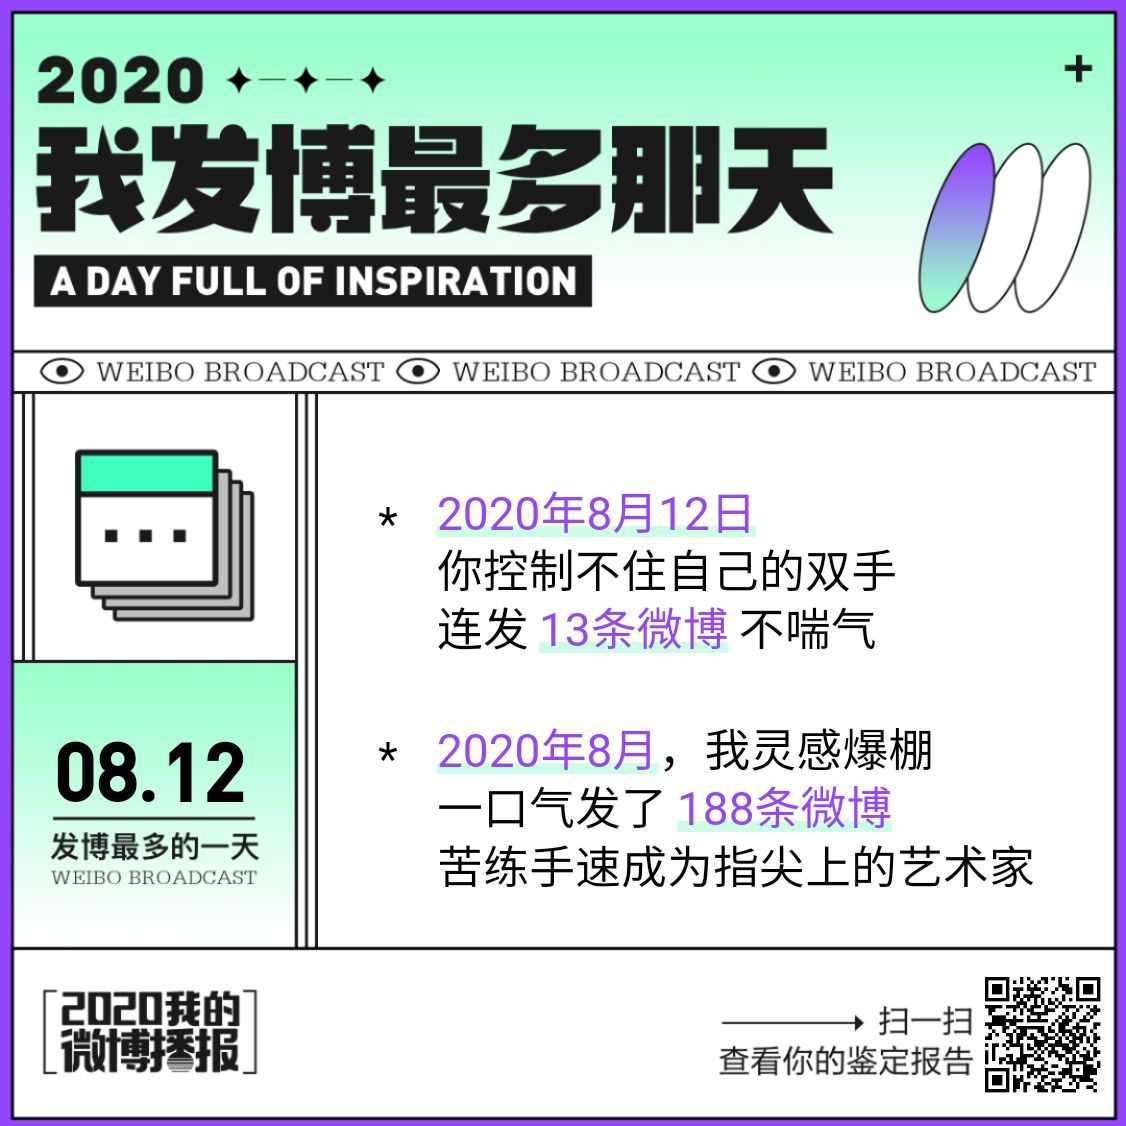 2020
我发博最多那天
A DAY FULL OF INSPIRATION
WEIBO BROADCAST WEIBO BROADCAST WEIBO BROADCAST
* 2020年8月12日
你控制不住自己的双手
连发 13条微博 不喘气
* 2020年8月，我灵感爆棚
一口气发了 188条微博
苦练手速成为指尖上的艺术家
08.12
发博最多的一天
WEIBO BROADCAST
2020我的
微博播报
扫一扫
查看你的鉴定报告